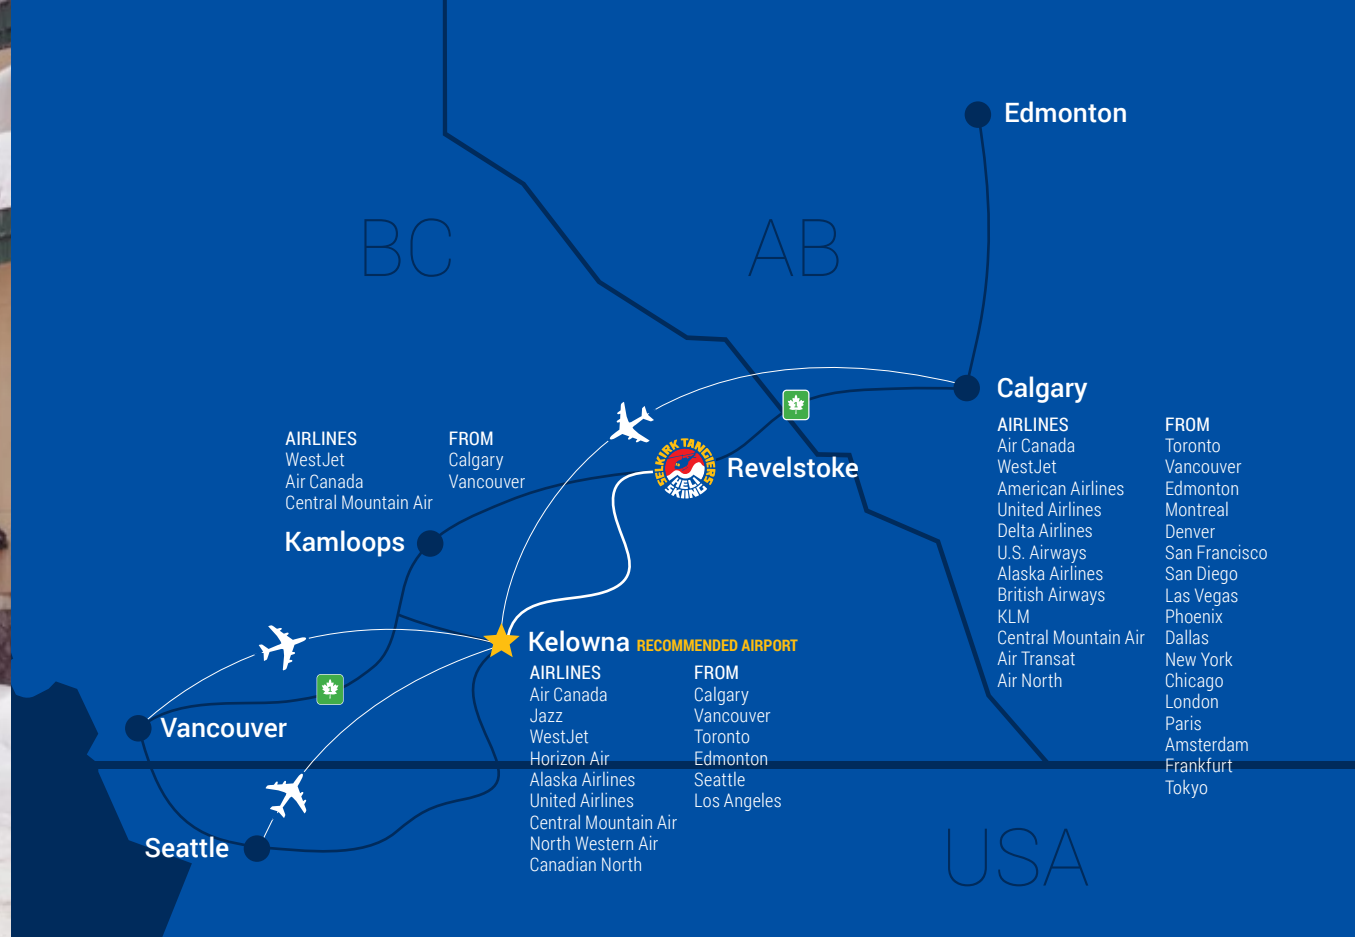 Edmonton
BC
AB
Calgary
AIRLINES
Air Canada
WestJet
American Airlines
United Airlines
Delta Airlines
U.S. Airways
Alaska Airlines
British Airways
KLM
Central Mountain Air
Air Transat
Air North
FROM
Toronto
Vancouver
Edmonton
Montreal
Denver
San Francisco
San Diego
Las Vegas
Phoenix
Dallas
New York
Chicago
London
Paris
Amsterdam
Frankfurt
Tokyo
1
SELKIRK TANGIERS
HELI
SKIING
Revelstoke
AIRLINES
WestJet
Air Canada
Central Mountain Air
FROM
Calgary
Vancouver
Kamloops
Kelowna RECOMMENDED AIRPORT
AIRLINES
Air Canada
Jazz
WestJet
Horizon Air
Alaska Airlines
United Airlines
Central Mountain Air
North Western Air
Canadian North
FROM
Calgary
Vancouver
Toronto
Edmonton
Seattle
Los Angeles
1
Vancouver
Seattle
USA